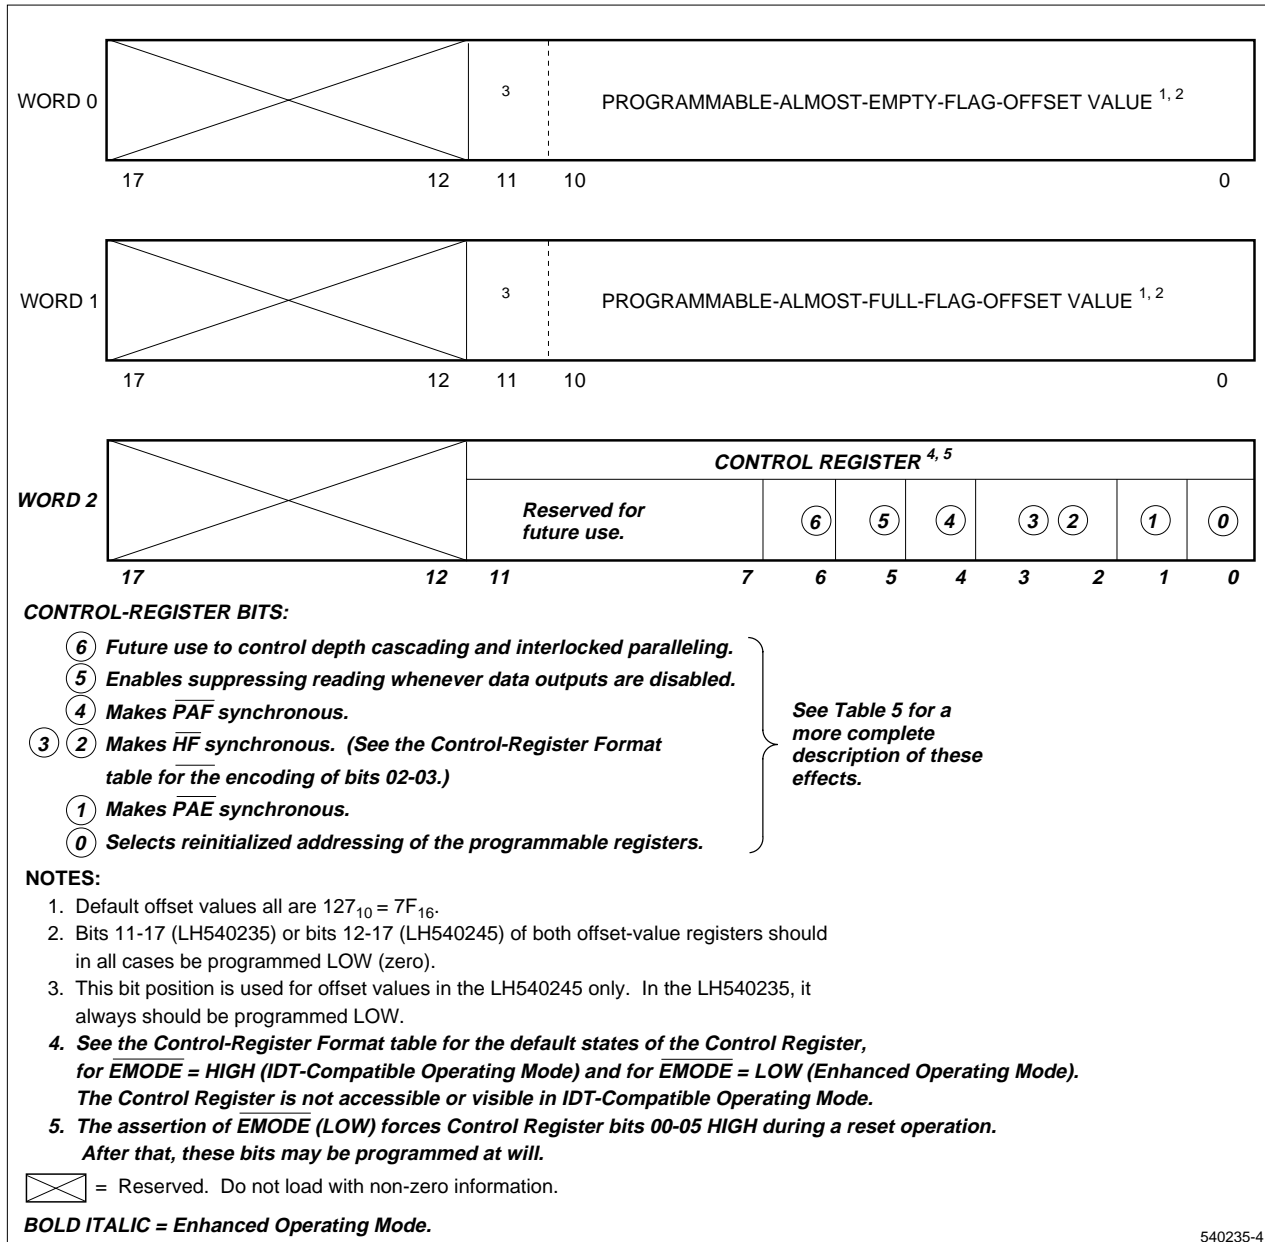 WORD 0
3
PROGRAMMABLE-ALMOST-EMPTY-FLAG-OFFSET VALUE 1, 2
17 12 11 10 0
WORD 1
3
PROGRAMMABLE-ALMOST-FULL-FLAG-OFFSET VALUE 1, 2
17 12 11 10 0
WORD 2
CONTROL REGISTER 4, 5
Reserved for
future use.
6 5 4 3 2 1 0
17 12 11 7 6 5 4 3 2 1 0
CONTROL-REGISTER BITS:
6 Future use to control depth cascading and interlocked paralleling.
5 Enables suppressing reading whenever data outputs are disabled.
4 Makes PAF synchronous.
3 2 Makes HF synchronous. (See the Control-Register Format
table for the encoding of bits 02-03.)
1 Makes PAE synchronous.
0 Selects reinitialized addressing of the programmable registers.
See Table 5 for a
more complete
description of these
effects.
NOTES:
1. Default offset values all are 127₁₀ = 7F₁₆.
2. Bits 11-17 (LH540235) or bits 12-17 (LH540245) of both offset-value registers should
in all cases be programmed LOW (zero).
3. This bit position is used for offset values in the LH540245 only. In the LH540235, it
always should be programmed LOW.
4. See the Control-Register Format table for the default states of the Control Register,
for EMODE = HIGH (IDT-Compatible Operating Mode) and for EMODE = LOW (Enhanced Operating Mode).
The Control Register is not accessible or visible in IDT-Compatible Operating Mode.
5. The assertion of EMODE (LOW) forces Control Register bits 00-05 HIGH during a reset operation.
After that, these bits may be programmed at will.
= Reserved. Do not load with non-zero information.
BOLD ITALIC = Enhanced Operating Mode.
540235-4